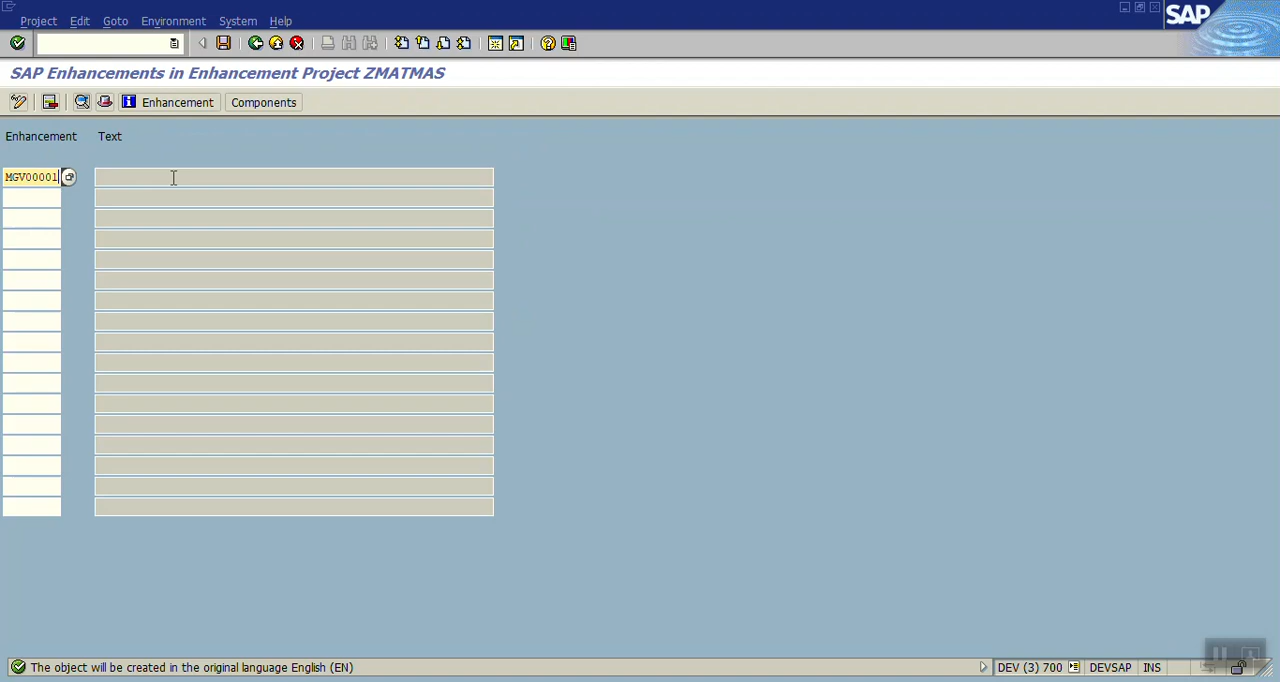 Project Edit Goto Environment System Help
SAP
SAP Enhancements in Enhancement Project ZMATMAS
Enhancement Components
Enhancement Text
MGV00001
The object will be created in the original language English (EN)
DEV (3) 700 DEVSAP INS